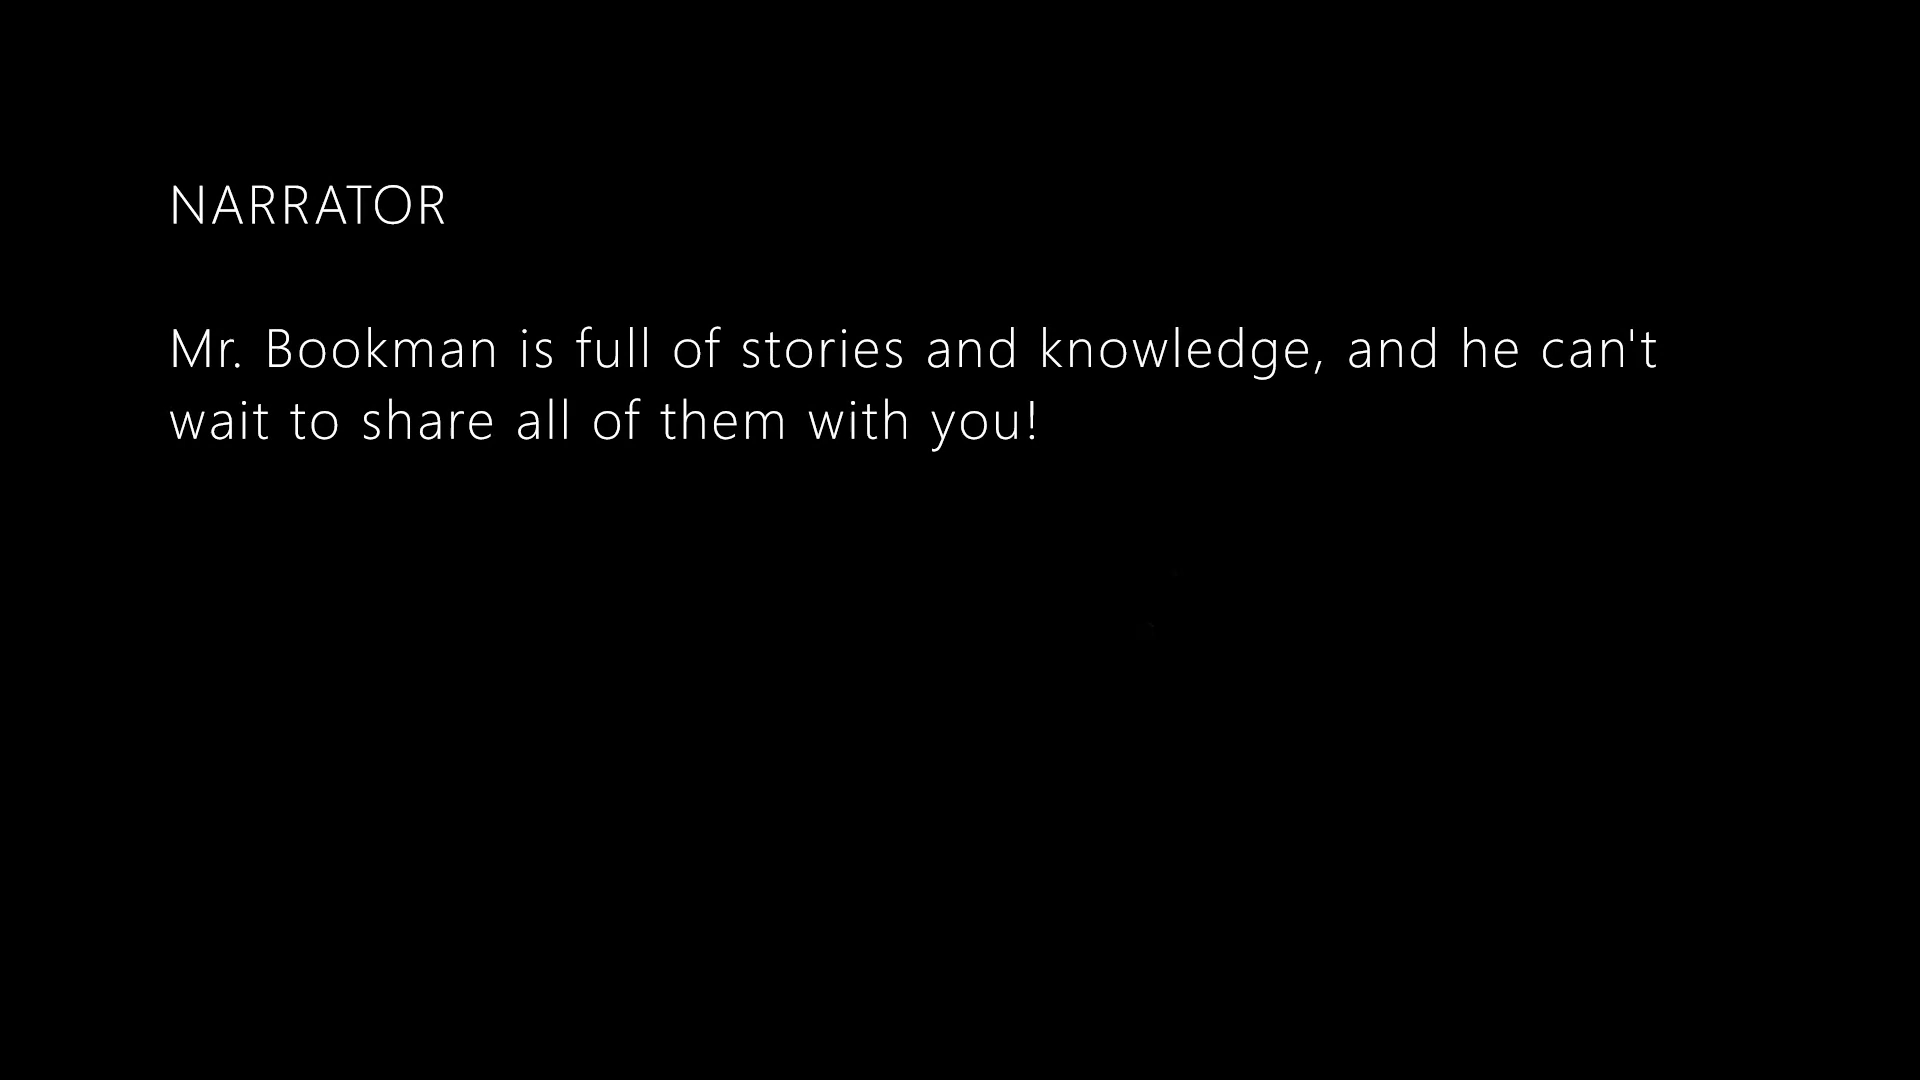 NARRATOR
Mr. Bookman is full of stories and knowledge, and he can't
wait to share all of them with you!